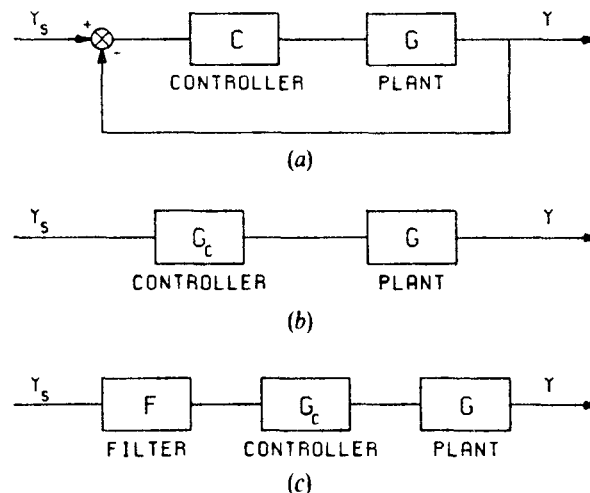 Y_s + - C G Y
CONTROLLER PLANT
(a)
Y_s G_c G Y
CONTROLLER PLANT
(b)
Y_s F G_c G Y
FILTER CONTROLLER PLANT
(c)